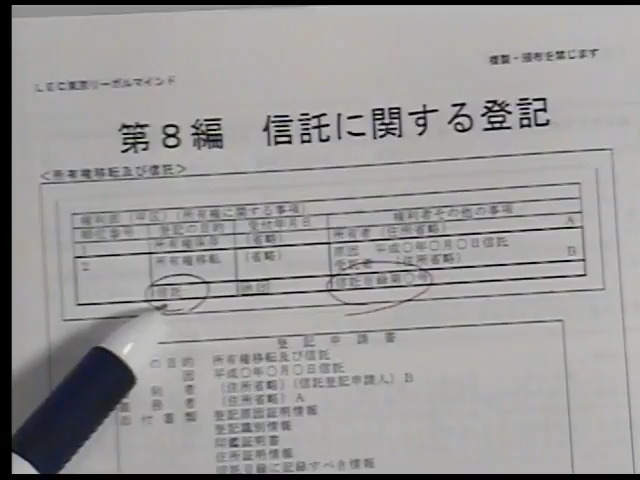 LEC東京リーガルマインド
複製・頒布を禁じます
第8編 信託に関する登記
<所有権移転及び信託>
権利部(甲区)(所有権に関する事項)
順位番号 登記の目的 受付年月日 権利者その他の事項
1 所有権保存 (省略) 所有者(住所省略) A
2 所有権移転 (省略) 原因 平成〇年〇月〇日信託
受託者(住所省略) B
信託 信託目録第〇号
登記申請書
の目的 所有権移転及び信託
因 平成〇年〇月〇日信託
利者 (住所省略)(信託登記申請人)B
義務者 (住所省略)A
添付書類 登記原因証明情報
登記識別情報
印鑑証明書
住所証明情報
信託目録に記録すべき情報